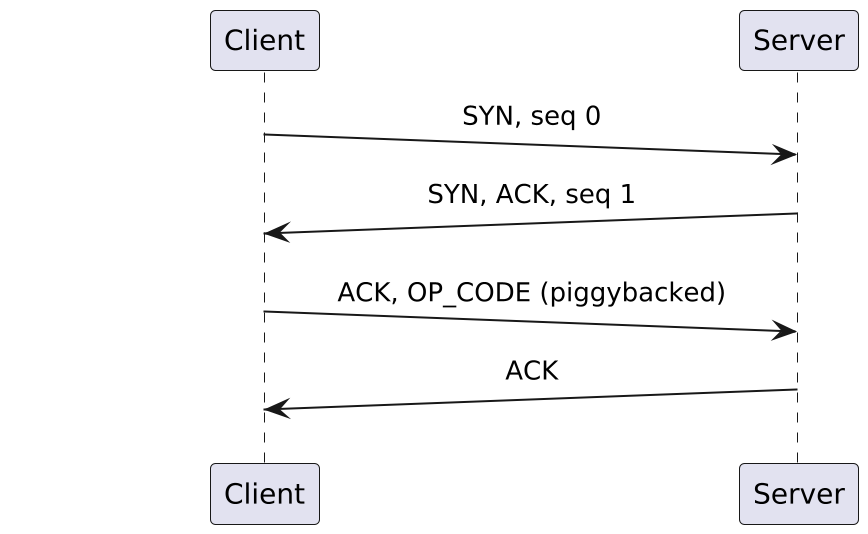 Client
Server
SYN, seq 0
SYN, ACK, seq 1
ACK, OP_CODE (piggybacked)
ACK
Client
Server